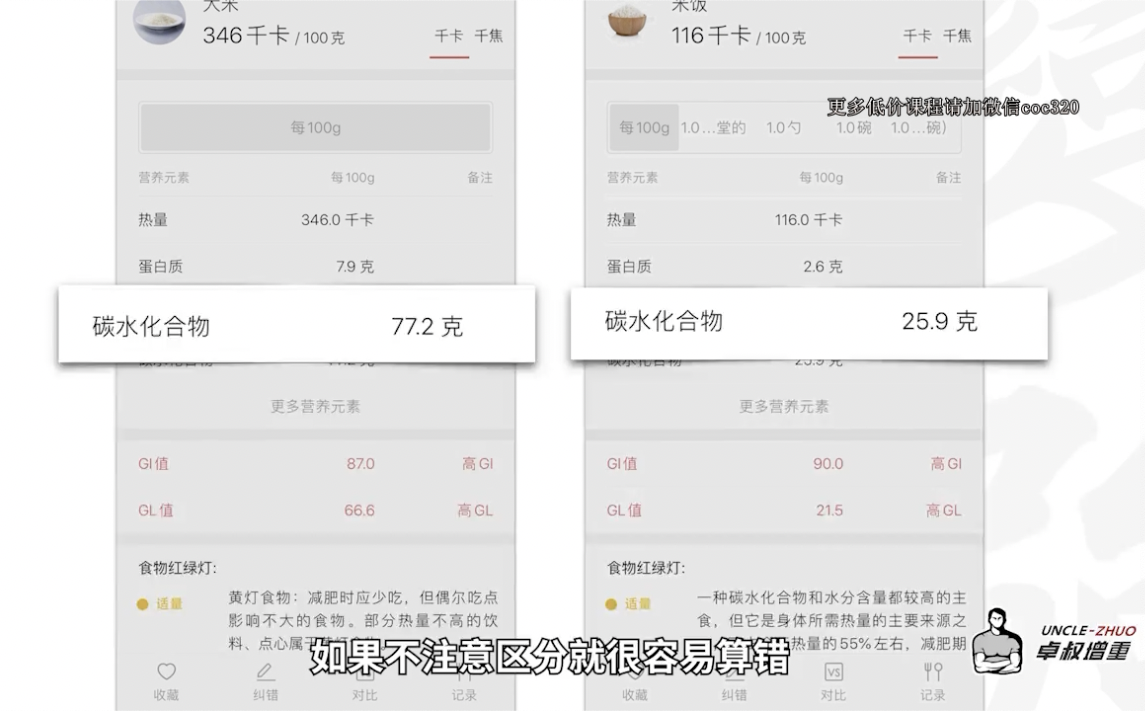 大米
346 千卡 / 100 克
千卡 千焦
每100g
营养元素 每100g 备注
热量 346.0 千卡
蛋白质 7.9 克
碳水化合物 77.2 克
更多营养元素
GI值 87.0 高GI
GL值 66.6 高GL
食物红绿灯:
适量
黄灯食物：减肥时应少吃，但偶尔吃点
影响不大的食物。部分热量不高的饮
料、点心属于
收藏 纠错 对比 记录
米饭
116 千卡 / 100 克
千卡 千焦
更多低价课程请加微信coc320
每100g 1.0...堂的 1.0勺 1.0碗 1.0...碗)
营养元素 每100g 备注
热量 116.0 千卡
蛋白质 2.6 克
碳水化合物 25.9 克
碳水化合物 25.9 克
更多营养元素
GI值 90.0 高GI
GL值 21.5 高GL
食物红绿灯:
适量
一种碳水化合物和水分含量都较高的主
食，但它是身体所需热量的主要来源之
热量的55%左右，减肥期
收藏 纠错 对比 记录
如果不注意区分就很容易算错
UNCLE-ZHUO
卓叔增重